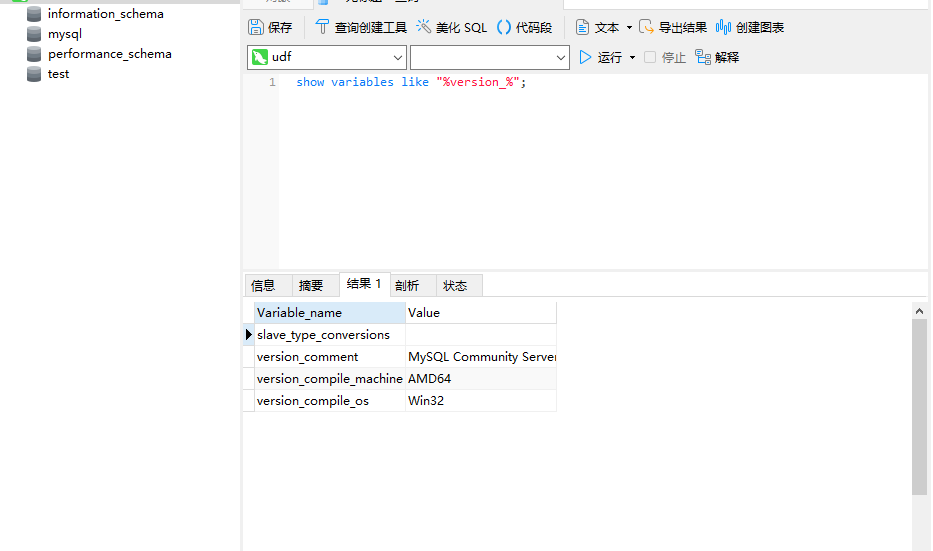 information_schema
mysql
performance_schema
test
保存 查询创建工具 美化 SQL 代码段 文本 导出结果 创建图表
udf 运行 停止 解释
1 show variables like "%version_%";
信息 摘要 结果 1 剖析 状态
Variable_name Value
slave_type_conversions
version_comment MySQL Community Server
version_compile_machine AMD64
version_compile_os Win32